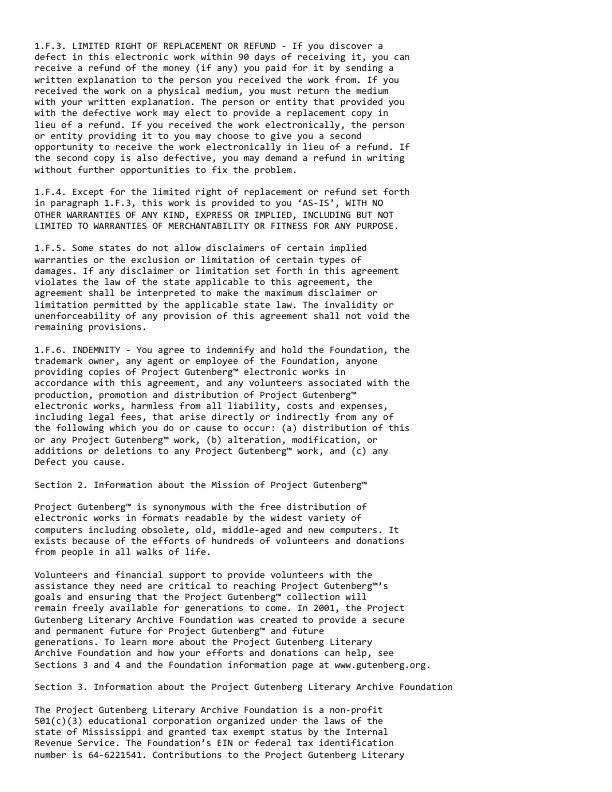 1.F.3. LIMITED RIGHT OF REPLACEMENT OR REFUND - If you discover a
defect in this electronic work within 90 days of receiving it, you can
receive a refund of the money (if any) you paid for it by sending a
written explanation to the person you received the work from. If you
received the work on a physical medium, you must return the medium
with your written explanation. The person or entity that provided you
with the defective work may elect to provide a replacement copy in
lieu of a refund. If you received the work electronically, the person
or entity providing it to you may choose to give you a second
opportunity to receive the work electronically in lieu of a refund. If
the second copy is also defective, you may demand a refund in writing
without further opportunities to fix the problem.
1.F.4. Except for the limited right of replacement or refund set forth
in paragraph 1.F.3, this work is provided to you ‘AS-IS’, WITH NO
OTHER WARRANTIES OF ANY KIND, EXPRESS OR IMPLIED, INCLUDING BUT NOT
LIMITED TO WARRANTIES OF MERCHANTABILITY OR FITNESS FOR ANY PURPOSE.
1.F.5. Some states do not allow disclaimers of certain implied
warranties or the exclusion or limitation of certain types of
damages. If any disclaimer or limitation set forth in this agreement
violates the law of the state applicable to this agreement, the
agreement shall be interpreted to make the maximum disclaimer or
limitation permitted by the applicable state law. The invalidity or
unenforceability of any provision of this agreement shall not void the
remaining provisions.
1.F.6. INDEMNITY - You agree to indemnify and hold the Foundation, the
trademark owner, any agent or employee of the Foundation, anyone
providing copies of Project Gutenberg™ electronic works in
accordance with this agreement, and any volunteers associated with the
production, promotion and distribution of Project Gutenberg™
electronic works, harmless from all liability, costs and expenses,
including legal fees, that arise directly or indirectly from any of
the following which you do or cause to occur: (a) distribution of this
or any Project Gutenberg™ work, (b) alteration, modification, or
additions or deletions to any Project Gutenberg™ work, and (c) any
Defect you cause.
Section 2. Information about the Mission of Project Gutenberg™
Project Gutenberg™ is synonymous with the free distribution of
electronic works in formats readable by the widest variety of
computers including obsolete, old, middle-aged and new computers. It
exists because of the efforts of hundreds of volunteers and donations
from people in all walks of life.
Volunteers and financial support to provide volunteers with the
assistance they need are critical to reaching Project Gutenberg™’s
goals and ensuring that the Project Gutenberg™ collection will
remain freely available for generations to come. In 2001, the Project
Gutenberg Literary Archive Foundation was created to provide a secure
and permanent future for Project Gutenberg™ and future
generations. To learn more about the Project Gutenberg Literary
Archive Foundation and how your efforts and donations can help, see
Sections 3 and 4 and the Foundation information page at www.gutenberg.org.
Section 3. Information about the Project Gutenberg Literary Archive Foundation
The Project Gutenberg Literary Archive Foundation is a non-profit
501(c)(3) educational corporation organized under the laws of the
state of Mississippi and granted tax exempt status by the Internal
Revenue Service. The Foundation’s EIN or federal tax identification
number is 64-6221541. Contributions to the Project Gutenberg Literary